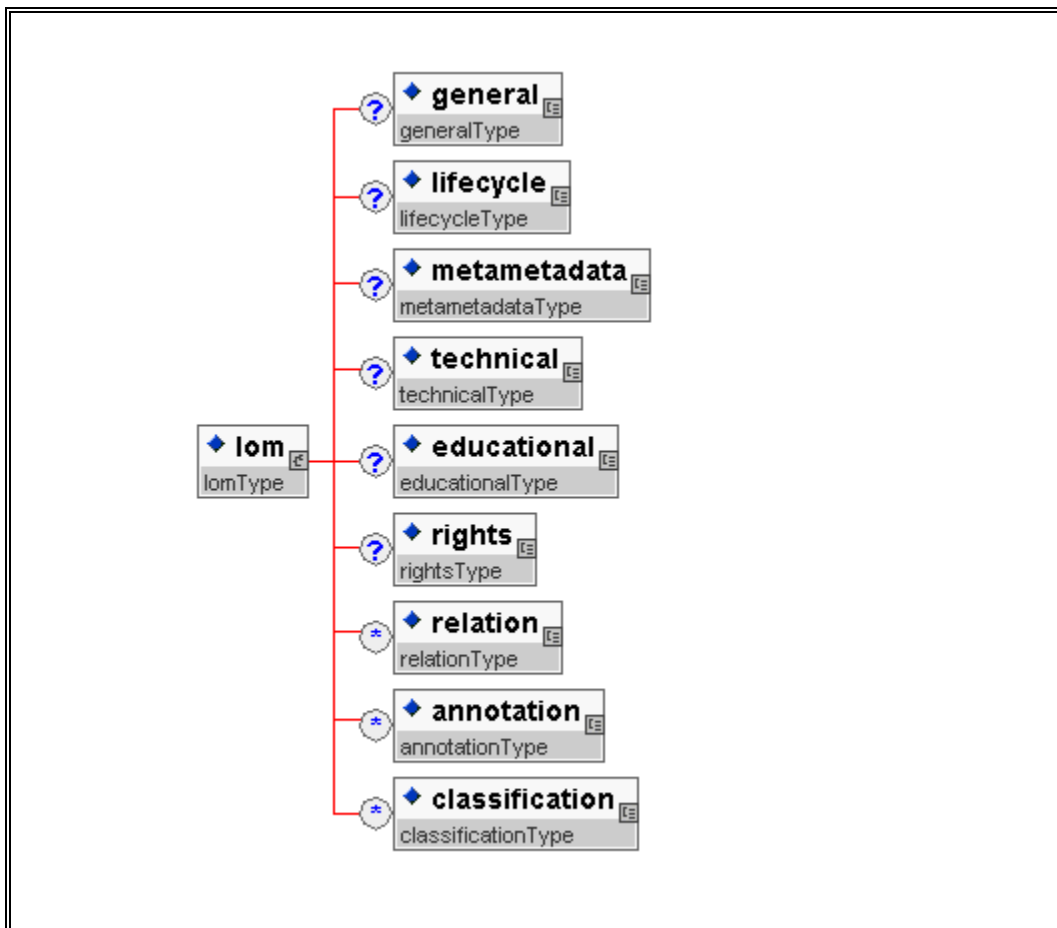 ?
general
generalType
?
lifecycle
lifecycleType
?
metametadata
metametadataType
?
technical
technicalType
lom
lomType
?
educational
educationalType
?
rights
rightsType
*
relation
relationType
*
annotation
annotationType
*
classification
classificationType